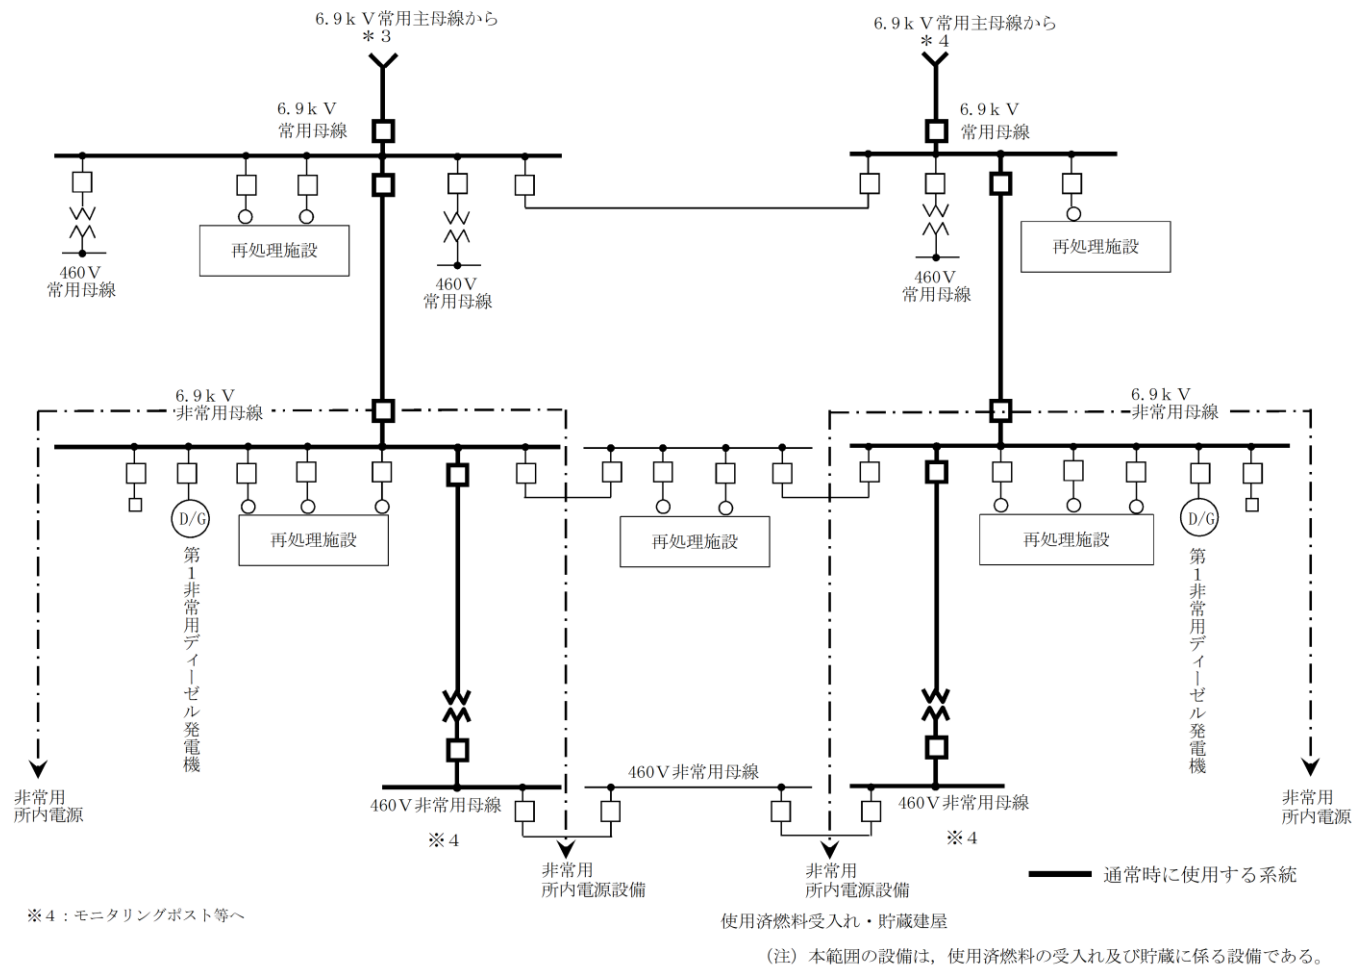 6.9ｋＶ常用主母線から
＊3
6.9ｋＶ常用主母線から
＊4
6.9ｋＶ
常用母線
6.9ｋＶ
常用母線
再処理施設
再処理施設
460Ｖ
常用母線
460Ｖ
常用母線
460Ｖ
常用母線
6.9ｋＶ
非常用母線
6.9ｋＶ
非常用母線
D/G
D/G
再処理施設
再処理施設
再処理施設
第１非常用ディーゼル発電機
第１非常用ディーゼル発電機
460Ｖ非常用母線
非常用
所内電源
460Ｖ非常用母線
※４
460Ｖ非常用母線
※４
非常用
所内電源
非常用
所内電源設備
非常用
所内電源設備
通常時に使用する系統
※４：モニタリングポスト等へ
使用済燃料受入れ・貯蔵建屋
（注）本範囲の設備は，使用済燃料の受入れ及び貯蔵に係る設備である。